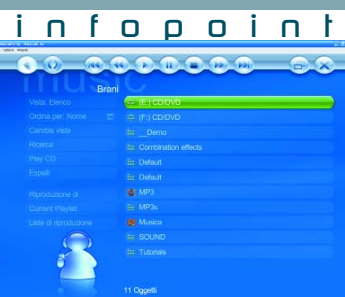 infopoint
music
Brani
Vista: Elenco
Ordina per: Nome
Cambia vista
Ricerca
Play CD
Espelli
Riproduzione di
Current Playlist
Liste di riproduzione
(E:) CD/DVD
(F:) CD/DVD
__Demo
Combination effects
Default
Default
MP3
MP3s
Musica
SOUND
Tutorials
11 Oggetti